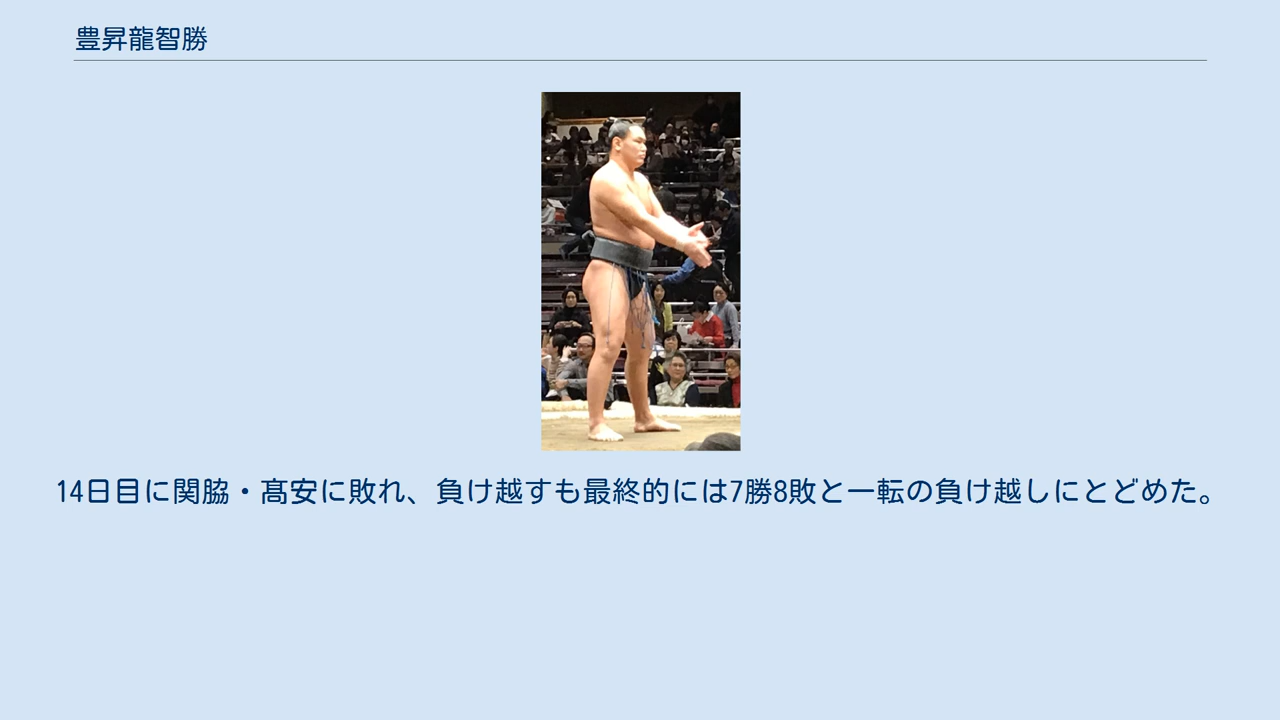 豊昇龍智勝
14日目に関脇・髙安に敗れ、負け越すも最終的には7勝8敗と一転の負け越しにとどめた。